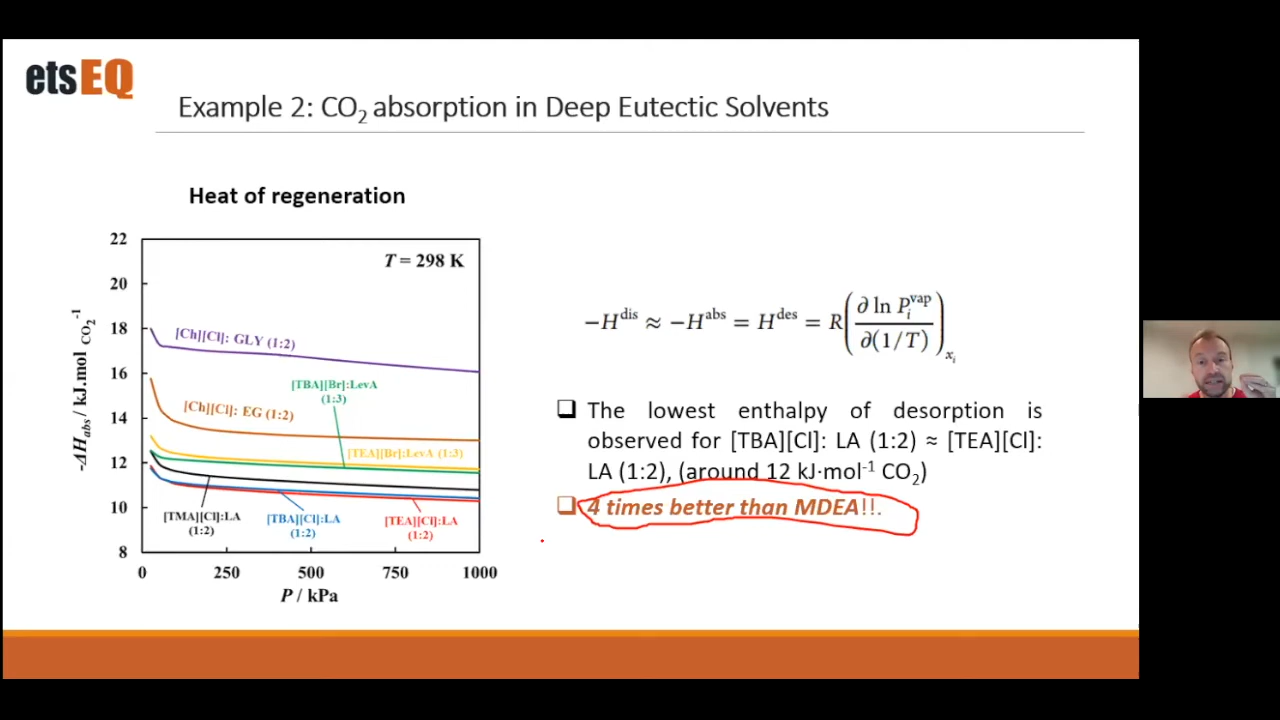 etsEQ
Example 2: CO2 absorption in Deep Eutectic Solvents
Heat of regeneration
22
20
18
16
14
12
10
8
-ΔHabs / kJ.mol CO2-1
T = 298 K
[Ch][Cl]: GLY (1:2)
[TBA][Br]:LevA
(1:3)
[Ch][Cl]: EG (1:2)
[TEA][Br]:LevA (1:3)
[TMA][Cl]:LA
(1:2)
[TBA][Cl]:LA
(1:2)
[TEA][Cl]:LA
(1:2)
0 250 500 750 1000
P / kPa
−Hdis ≈ −Habs = Hdes = R(∂ ln Pivap / ∂(1/T))xi
The lowest enthalpy of desorption is
observed for [TBA][Cl]: LA (1:2) ≈ [TEA][Cl]:
LA (1:2), (around 12 kJ·mol-1 CO2)
4 times better than MDEA!!.